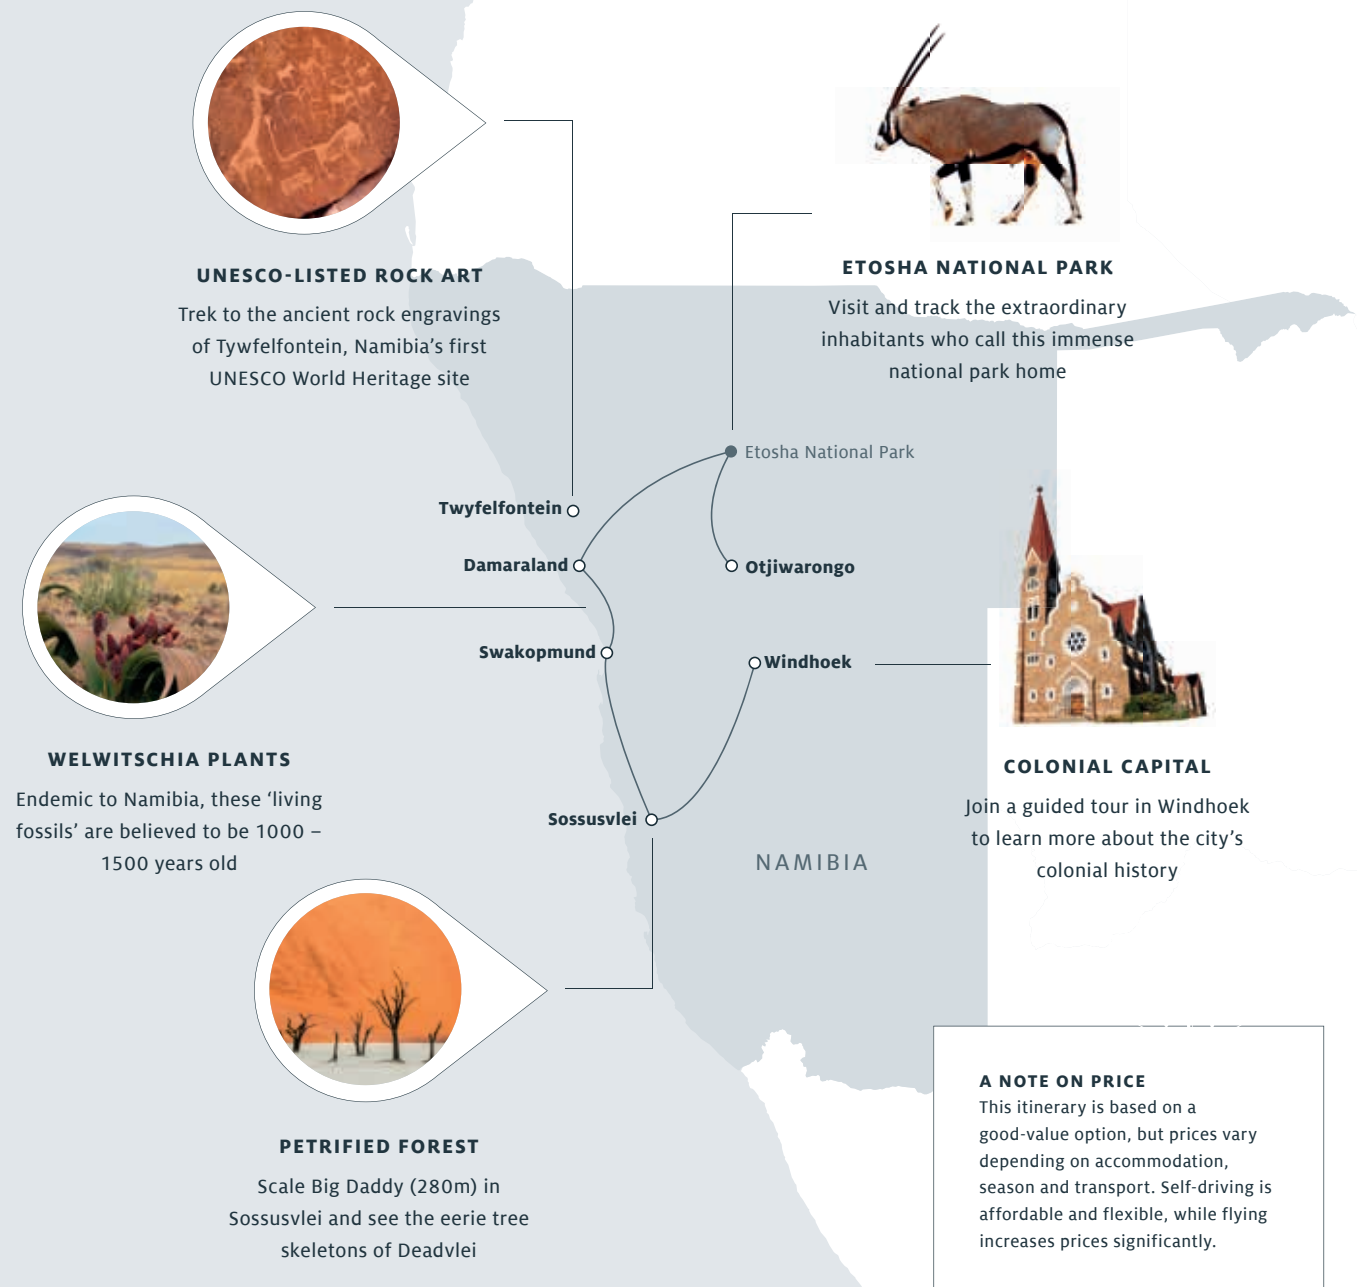 UNESCO-LISTED ROCK ART
Trek to the ancient rock engravings
of Tywfelfontein, Namibia’s first
UNESCO World Heritage site
ETOSHA NATIONAL PARK
Visit and track the extraordinary
inhabitants who call this immense
national park home
Etosha National Park
Twyfelfontein
Damaraland
Otjiwarongo
Swakopmund
Windhoek
Sossusvlei
NAMIBIA
WELWITSCHIA PLANTS
Endemic to Namibia, these ‘living
fossils’ are believed to be 1000 –
1500 years old
COLONIAL CAPITAL
Join a guided tour in Windhoek
to learn more about the city’s
colonial history
PETRIFIED FOREST
Scale Big Daddy (280m) in
Sossusvlei and see the eerie tree
skeletons of Deadvlei
A NOTE ON PRICE
This itinerary is based on a
good-value option, but prices vary
depending on accommodation,
season and transport. Self-driving is
affordable and flexible, while flying
increases prices significantly.